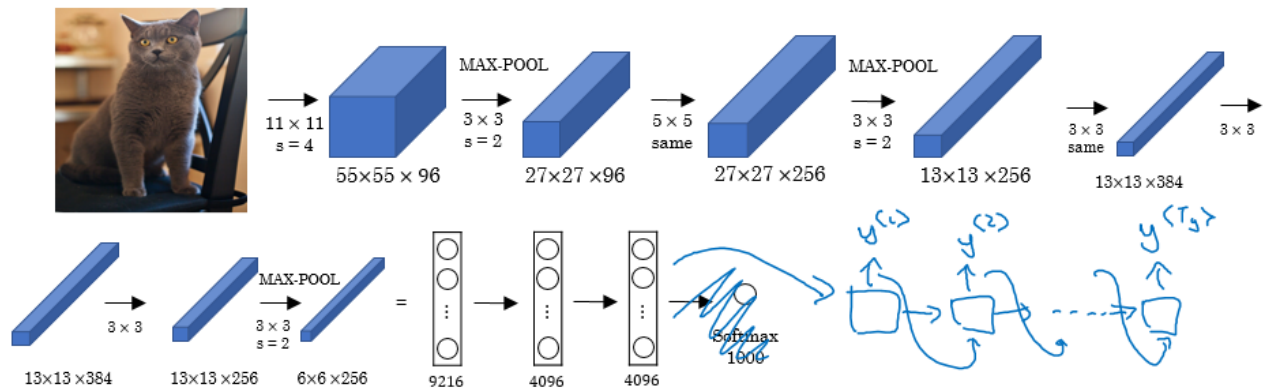 11 × 11
s = 4
55×55 × 96
MAX-POOL
3 × 3
s = 2
27×27 ×96
5 × 5
same
27×27 ×256
MAX-POOL
3 × 3
s = 2
13×13 ×256
3 × 3
same
13×13 ×384
3 × 3
13×13 ×384
3 × 3
13×13 ×256
MAX-POOL
3 × 3
s = 2
6×6 ×256
=
9216
4096
4096
Softmax
1000
y<1>
y<2>
y<Ty>